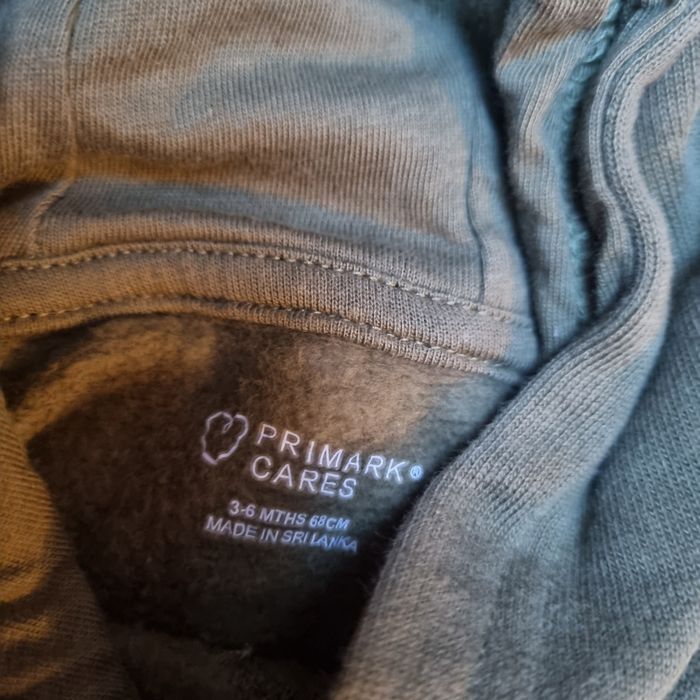 PRIMARK®
CARES
3-6 MTHS 68CM
MADE IN SRI LANKA